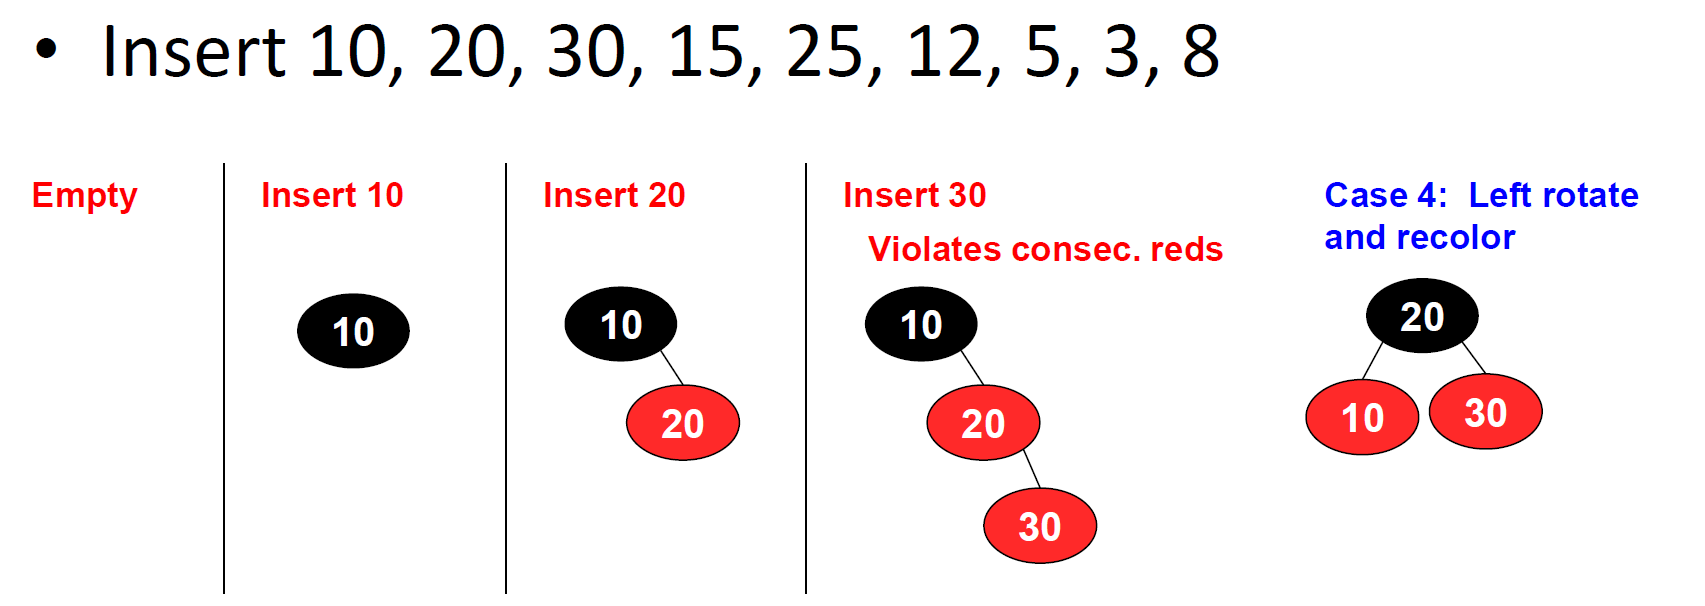 • Insert 10, 20, 30, 15, 25, 12, 5, 3, 8
Empty
Insert 10
10
Insert 20
10
20
Insert 30
Violates consec. reds
10
20
30
Case 4:  Left rotate
and recolor
20
10
30